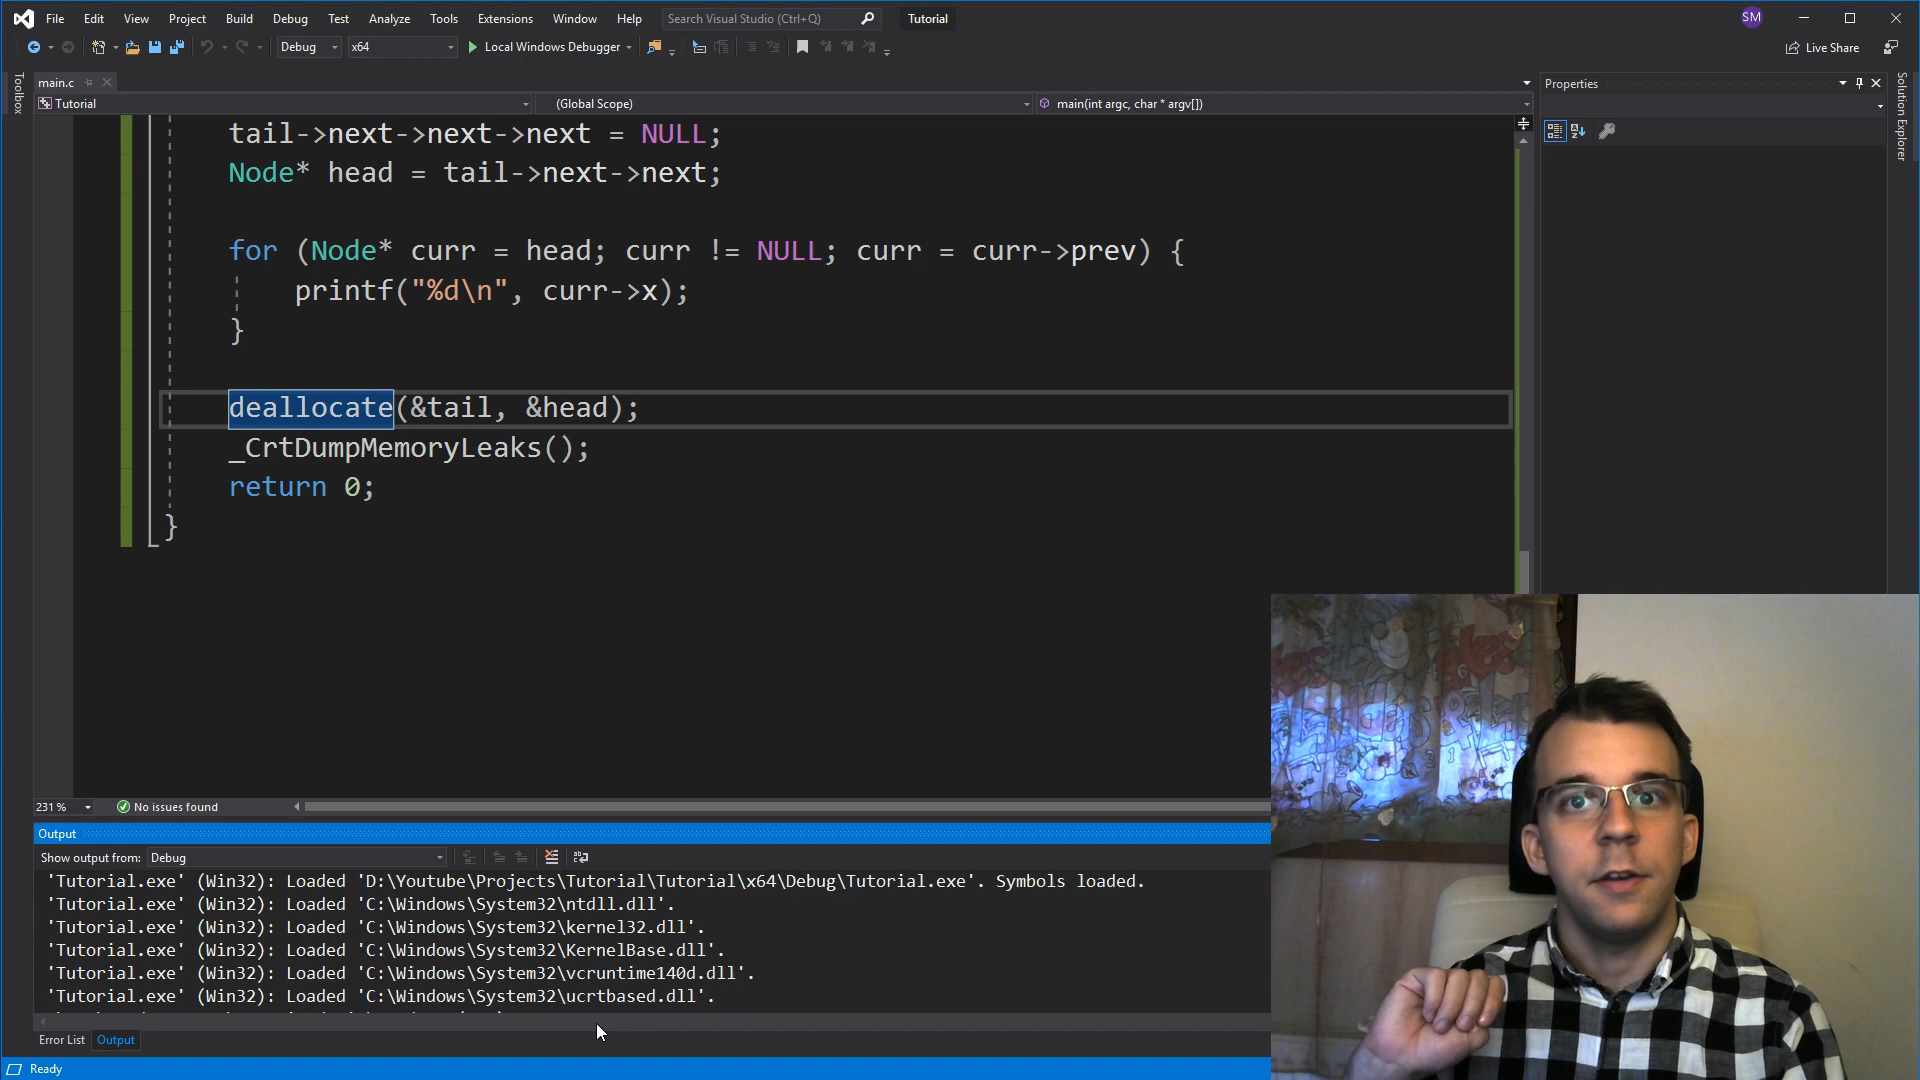 File Edit View Project Build Debug Test Analyze Tools Extensions Window Help Search Visual Studio (Ctrl+Q) Tutorial SM
Debug x64 Local Windows Debugger Live Share
Toolbox
main.c
Tutorial (Global Scope) main(int argc, char * argv[])
tail->next->next->next = NULL;
Node* head = tail->next->next;
for (Node* curr = head; curr != NULL; curr = curr->prev) {
printf("%d\n", curr->x);
}
deallocate(&tail, &head);
_CrtDumpMemoryLeaks();
return 0;
}
Properties
Solution Explorer
231 % No issues found
Output
Show output from: Debug
'Tutorial.exe' (Win32): Loaded 'D:\Youtube\Projects\Tutorial\Tutorial\x64\Debug\Tutorial.exe'. Symbols loaded.
'Tutorial.exe' (Win32): Loaded 'C:\Windows\System32\ntdll.dll'.
'Tutorial.exe' (Win32): Loaded 'C:\Windows\System32\kernel32.dll'.
'Tutorial.exe' (Win32): Loaded 'C:\Windows\System32\KernelBase.dll'.
'Tutorial.exe' (Win32): Loaded 'C:\Windows\System32\vcruntime140d.dll'.
'Tutorial.exe' (Win32): Loaded 'C:\Windows\System32\ucrtbased.dll'.
Error List Output
Ready